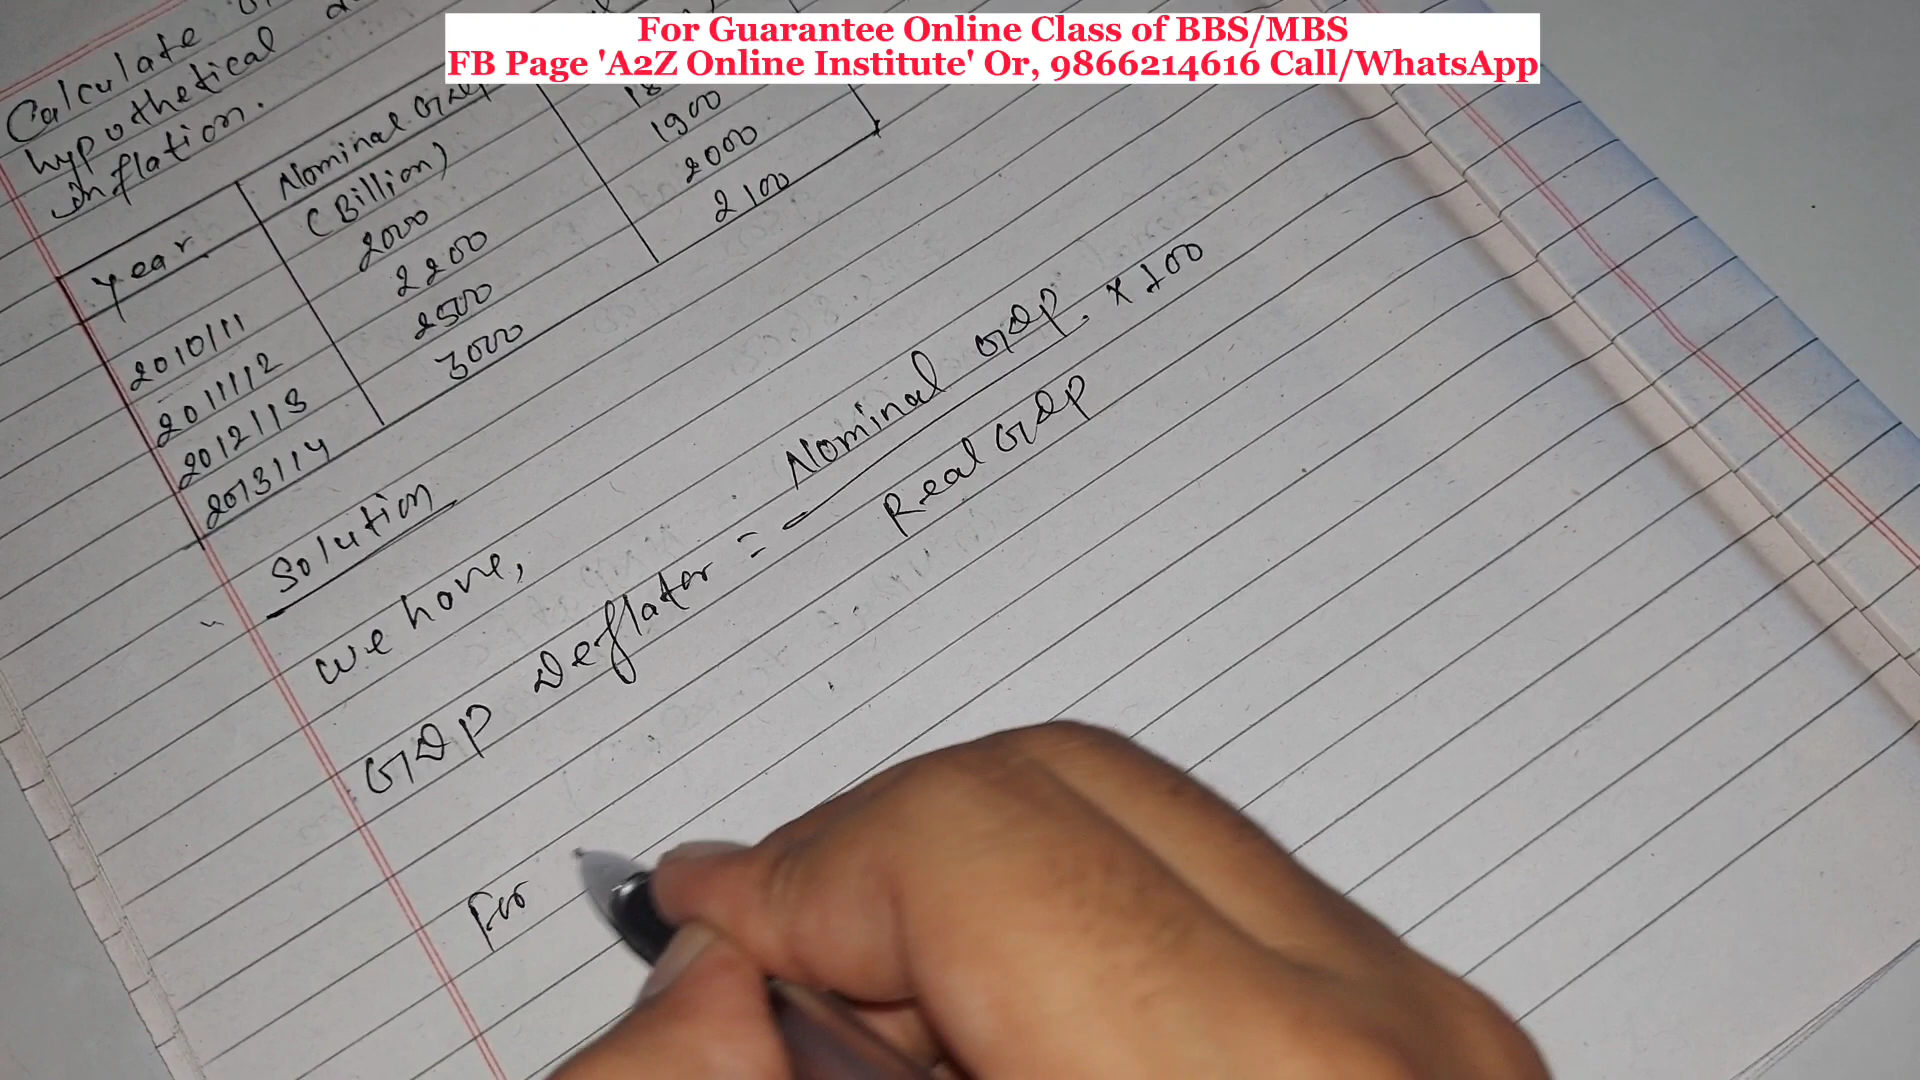 For Guarantee Online Class of BBS/MBS
FB Page 'A2Z Online Institute' Or, 9866214616 Call/WhatsApp
Calculate
hypothetical
inflation.
Year Nominal GDP
(Billion)
2010/11 2000
2011/12 2200 1900
2012/13 2500 2000
2013/14 3000 2100
Solution
we have,
GDP Deflator = Nominal GDP × 100
Real GDP
For